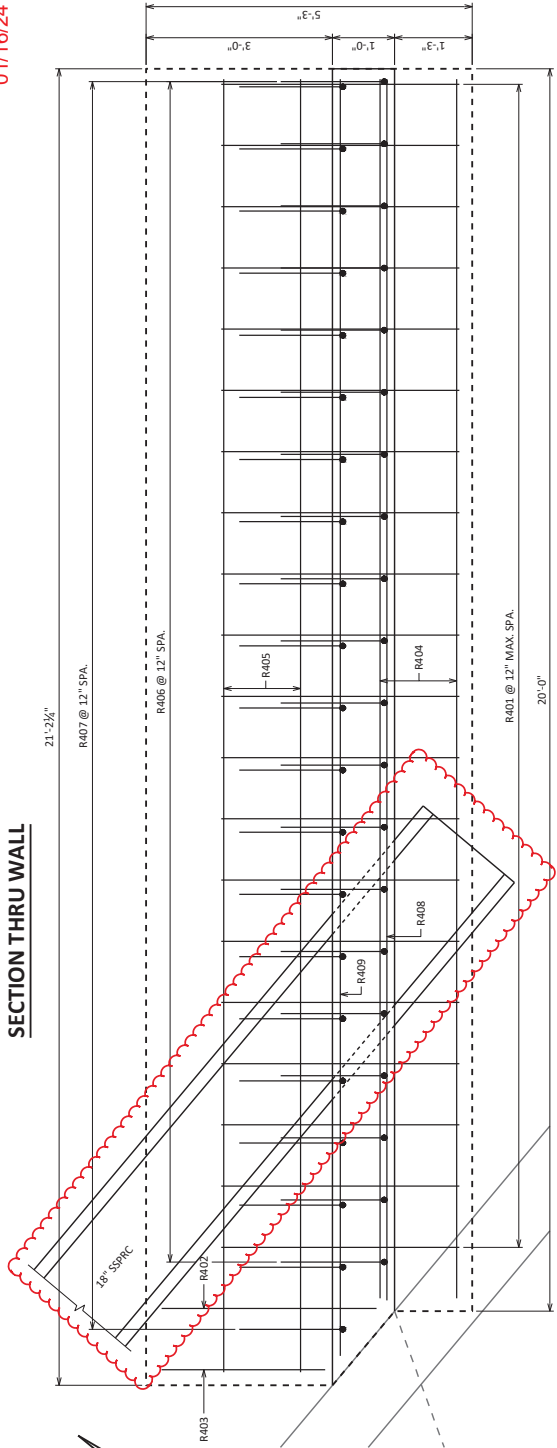 01/16/24
SECTION THRU WALL
21'-2¼"
R407 @ 12" SPA.
R406 @ 12" SPA.
5'-3"
3'-0"
1'-0"
1'-3"
R405
R404
R409
R408
R402
R403
18" SSPRC
R401 @ 12" MAX. SPA.
20'-0"